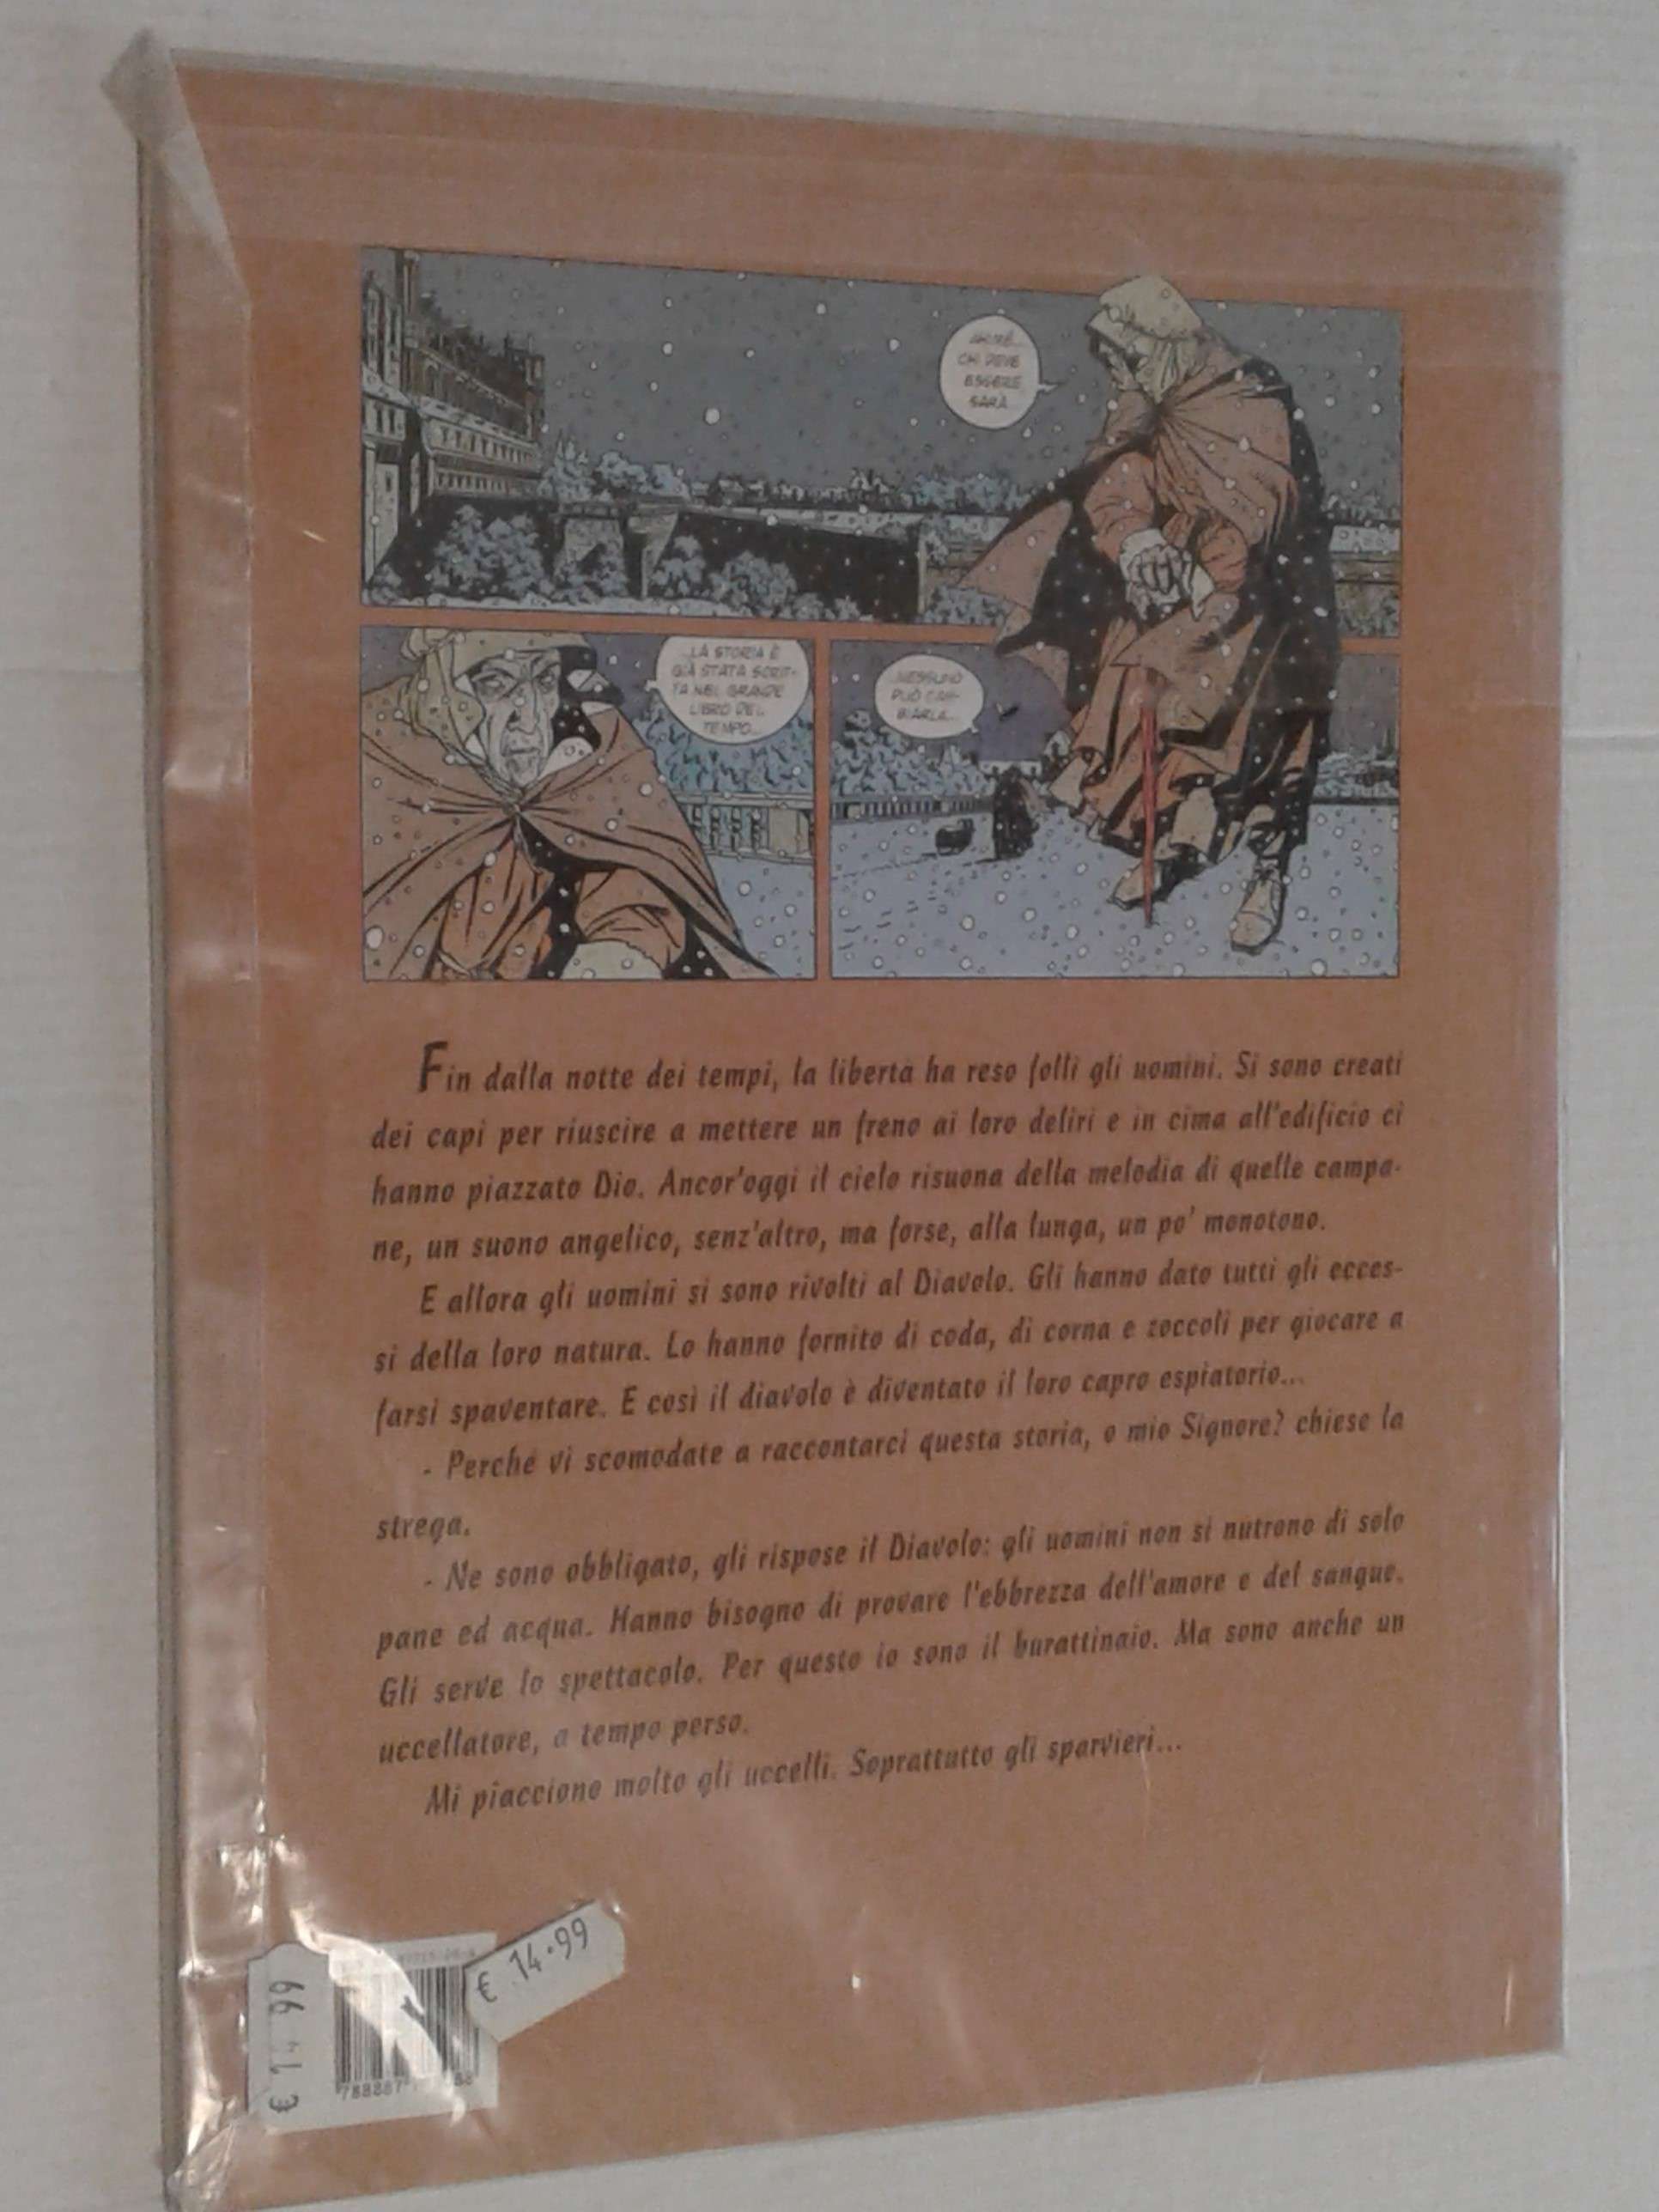 AHIMÈ...
CHI DEVE
ESSERE,
SARÀ
...LA STORIA È
GIÀ STATA SCRIT-
TA NEL GRANDE
LIBRO DEL
TEMPO...
...NESSUNO
PUÒ CAM-
BIARLA...
Fin dalla notte dei tempi, la libertà ha reso folli gli uomini. Si sono creati
dei capi per riuscire a mettere un freno ai loro deliri e in cima all'edificio ci
hanno piazzato Dio. Ancor'oggi il cielo risuona della melodia di quelle campa-
ne, un suono angelico, senz'altro, ma forse, alla lunga, un po' monotono.
E allora gli uomini si sono rivolti al Diavolo. Gli hanno dato tutti gli ecces-
si della loro natura. Lo hanno fornito di coda, di corna e zoccoli per giocare a
farsi spaventare. E così il diavolo è diventato il loro capro espiatorio...
- Perché vi scomodate a raccontarci questa storia, o mio Signore? chiese la
strega.
- Ne sono obbligato, gli rispose il Diavolo: gli uomini non si nutrono di solo
pane ed acqua. Hanno bisogno di provare l'ebbrezza dell'amore e del sangue.
Gli serve lo spettacolo. Per questo io sono il burattinaio. Ma sono anche un
uccellatore, a tempo perso.
Mi piacciono molto gli uccelli. Soprattutto gli sparvieri...
€ 14.99
€ 14.99